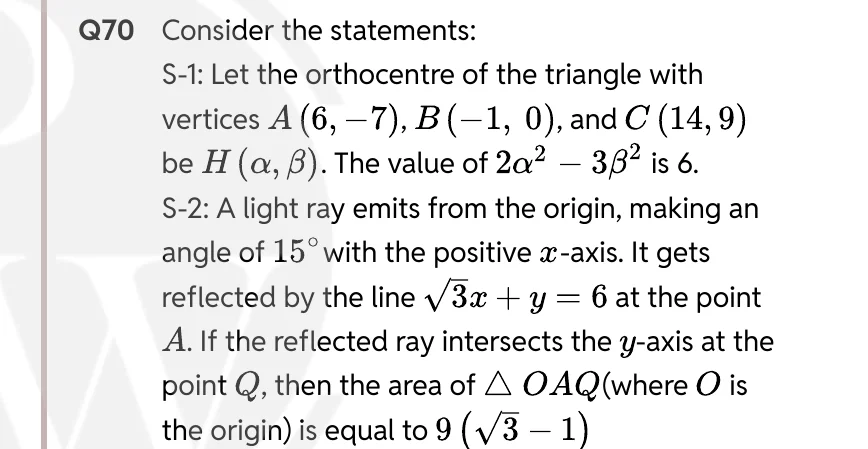 Q70 Consider the statements:
S-1: Let the orthocentre of the triangle with
vertices A (6, −7), B (−1, 0), and C (14, 9)
be H (α, β). The value of 2α² − 3β² is 6.
S-2: A light ray emits from the origin, making an
angle of 15° with the positive x-axis. It gets
reflected by the line √3x + y = 6 at the point
A. If the reflected ray intersects the y-axis at the
point Q, then the area of △ OAQ(where O is
the origin) is equal to 9 (√3 − 1)